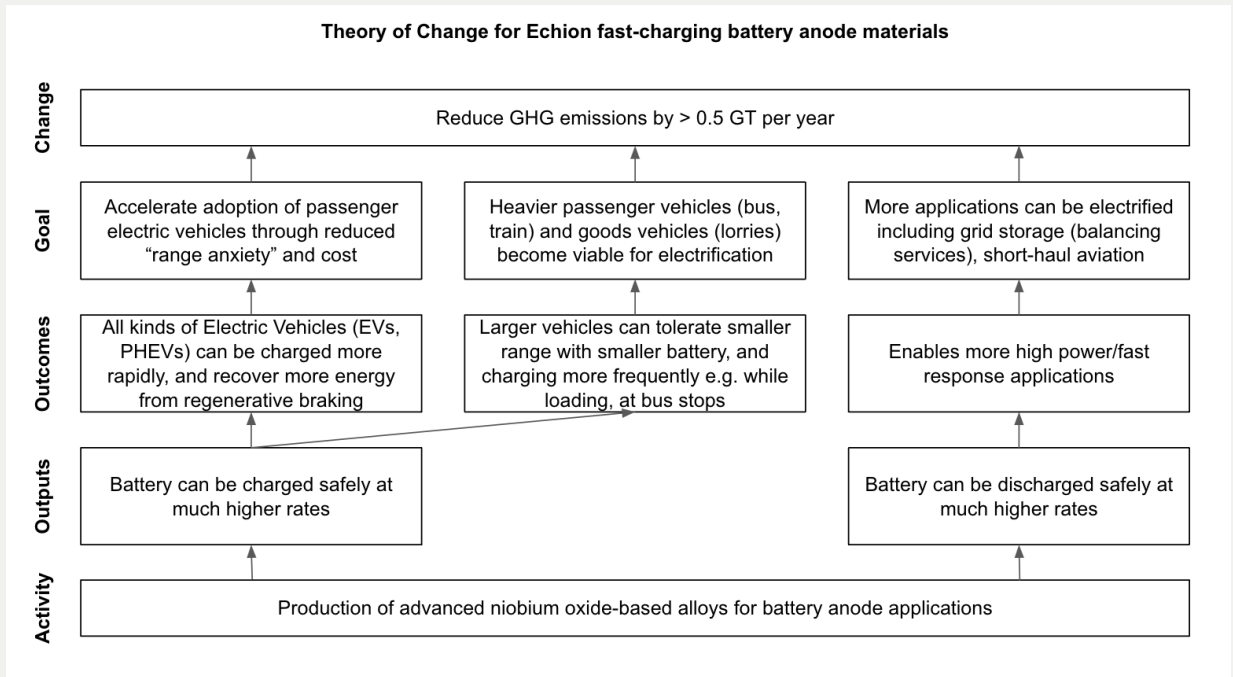 Theory of Change for Echion fast-charging battery anode materials
Change
Reduce GHG emissions by > 0.5 GT per year
Goal
Accelerate adoption of passenger
electric vehicles through reduced
“range anxiety” and cost
Heavier passenger vehicles (bus,
train) and goods vehicles (lorries)
become viable for electrification
More applications can be electrified
including grid storage (balancing
services), short-haul aviation
Outcomes
All kinds of Electric Vehicles (EVs,
PHEVs) can be charged more
rapidly, and recover more energy
from regenerative braking
Larger vehicles can tolerate smaller
range with smaller battery, and
charging more frequently e.g. while
loading, at bus stops
Enables more high power/fast
response applications
Outputs
Battery can be charged safely at
much higher rates
Battery can be discharged safely at
much higher rates
Activity
Production of advanced niobium oxide-based alloys for battery anode applications